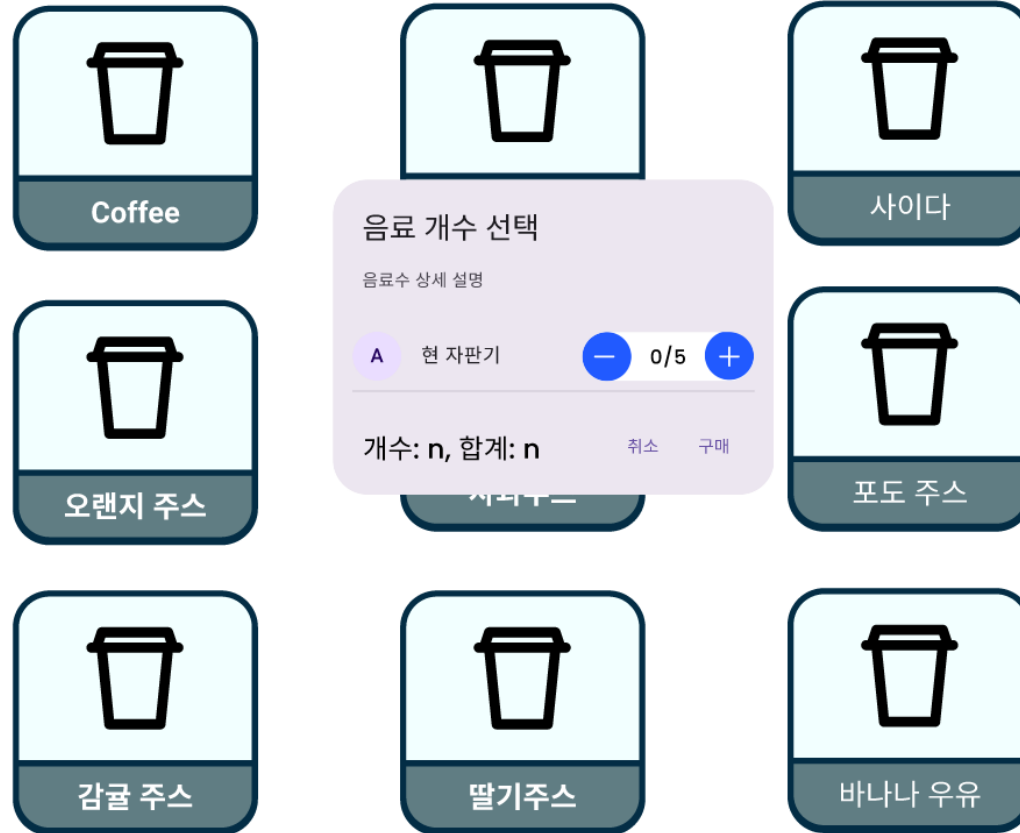 Coffee
사이다
음료 개수 선택
음료수 상세 설명
A 현 자판기 0/5
개수: n, 합계: n 취소 구매
오랜지 주스
포도 주스
감귤 주스
딸기주스
바나나 우유